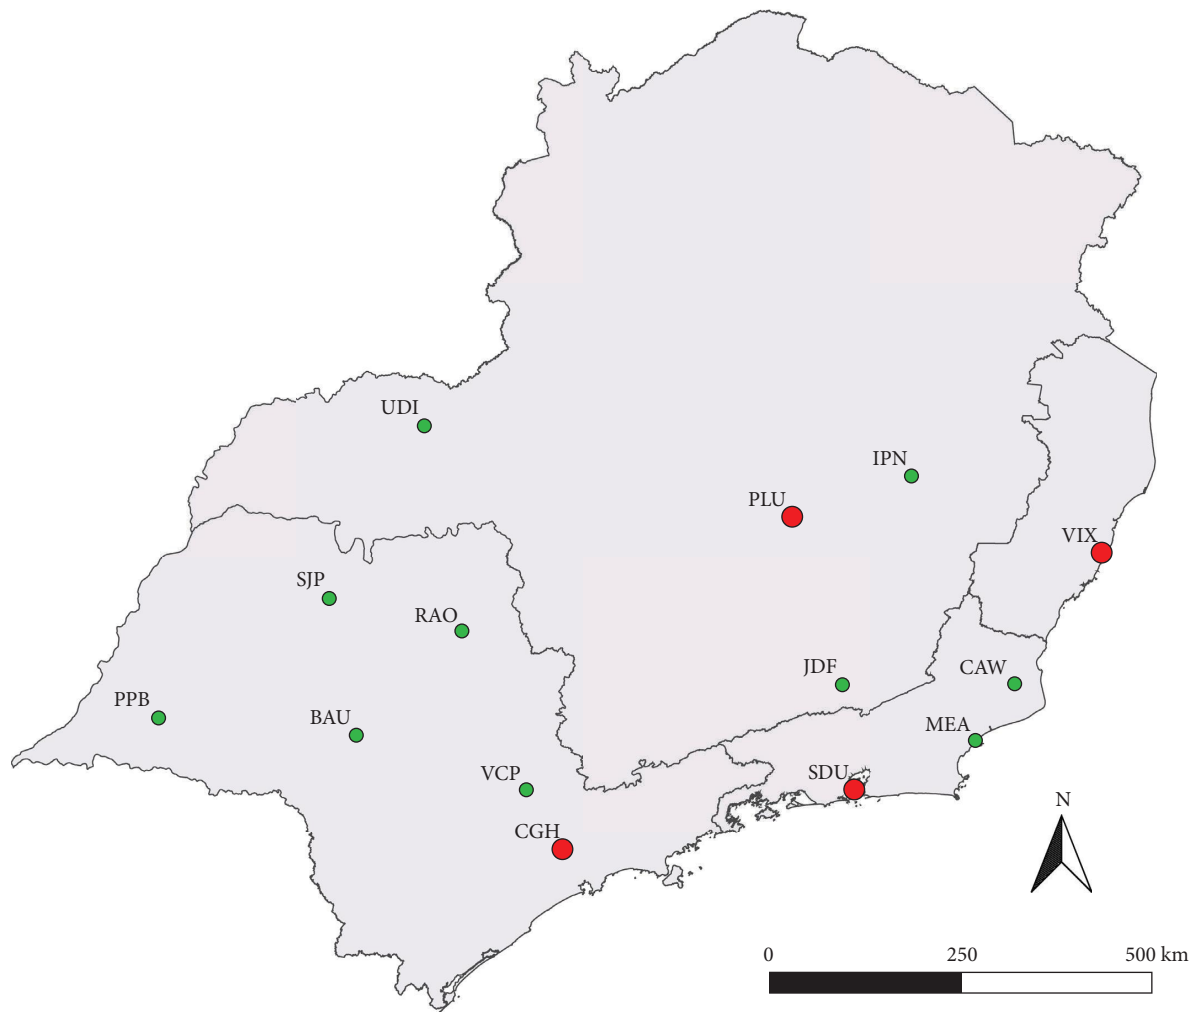 UDI
IPN
PLU
VIX
SJP
RAO
JDF
CAW
PPB
BAU
MEA
VCP
SDU
CGH
N
0 250 500 km